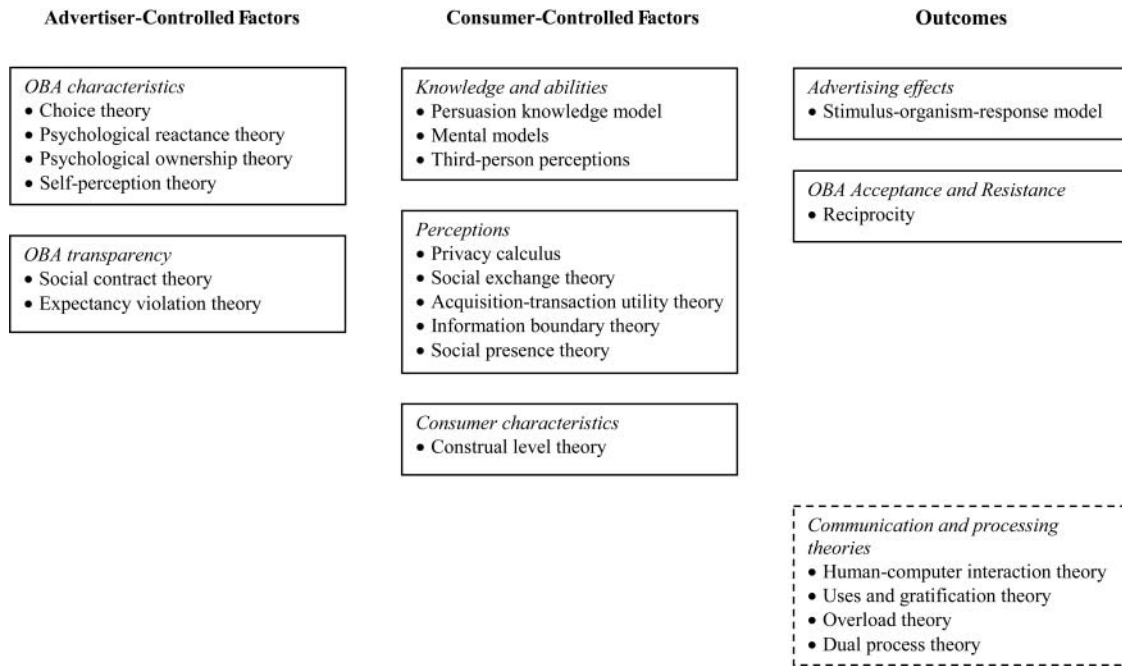 Advertiser-Controlled Factors
OBA characteristics
• Choice theory
• Psychological reactance theory
• Psychological ownership theory
• Self-perception theory
OBA transparency
• Social contract theory
• Expectancy violation theory
Consumer-Controlled Factors
Knowledge and abilities
• Persuasion knowledge model
• Mental models
• Third-person perceptions
Perceptions
• Privacy calculus
• Social exchange theory
• Acquisition-transaction utility theory
• Information boundary theory
• Social presence theory
Consumer characteristics
• Construal level theory
Outcomes
Advertising effects
• Stimulus-organism-response model
OBA Acceptance and Resistance
• Reciprocity
Communication and processing
theories
• Human-computer interaction theory
• Uses and gratification theory
• Overload theory
• Dual process theory